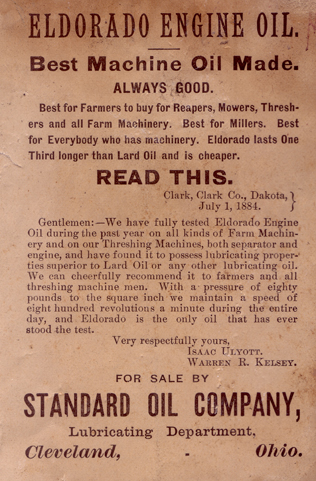 ELDORADO ENGINE OIL.
Best Machine Oil Made.
ALWAYS GOOD.
Best for Farmers to buy for Reapers, Mowers, Thresh-
ers and all Farm Machinery. Best for Millers. Best
for Everybody who has machinery. Eldorado lasts One
Third longer than Lard Oil and is cheaper.
READ THIS.
Clark, Clark Co., Dakota, }
July 1, 1884. }
Gentlemen:—We have fully tested Eldorado Engine
Oil during the past year on all kinds of Farm Machin-
ery and on our Threshing Machines, both separator and
engine, and have found it to possess lubricating proper-
ties superior to Lard Oil or any other lubricating oil.
We can cheerfully recommend it to farmers and all
threshing machine men. With a pressure of eighty
pounds to the square inch we maintain a speed of
eight hundred revolutions a minute during the entire
day, and Eldorado is the only oil that has ever
stood the test.
Very respectfully yours,
ISAAC ULYOTT.
WARREN R. KELSEY.
FOR SALE BY
STANDARD OIL COMPANY,
Lubricating Department,
Cleveland, - Ohio.